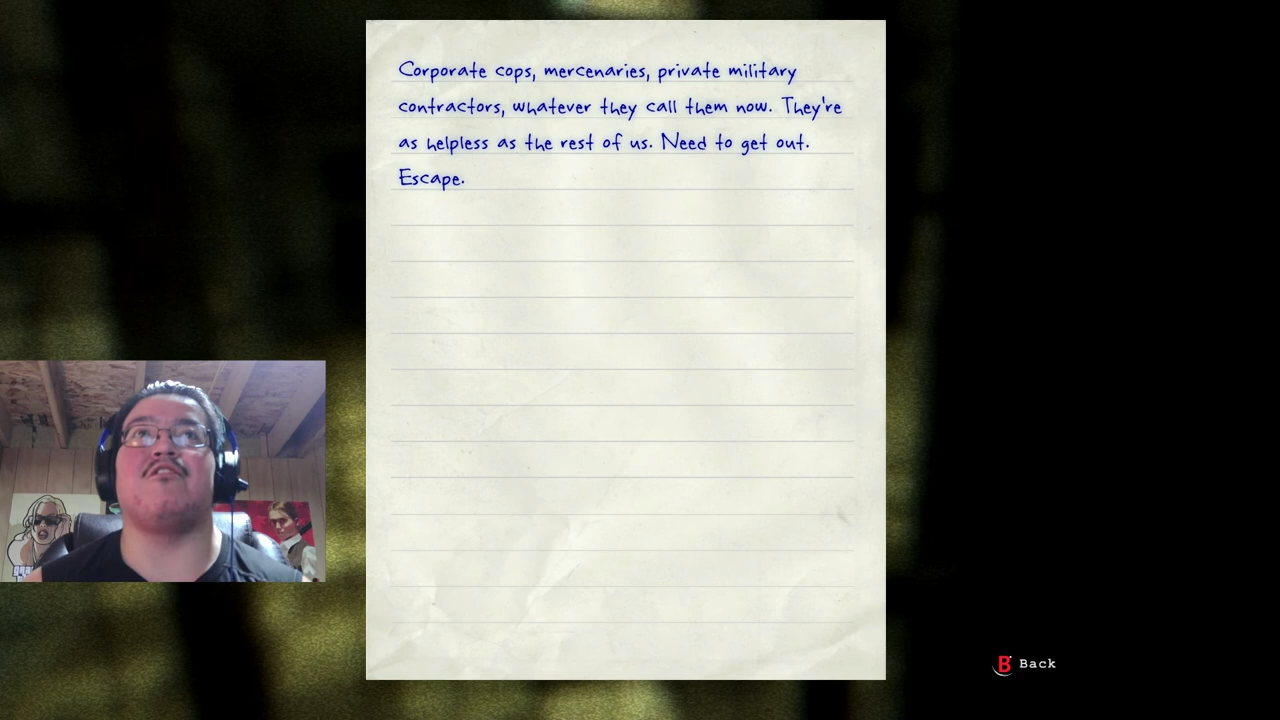 Corporate cops, mercenaries, private military
contractors, whatever they call them now. They're
as helpless as the rest of us. Need to get out.
Escape.
B Back